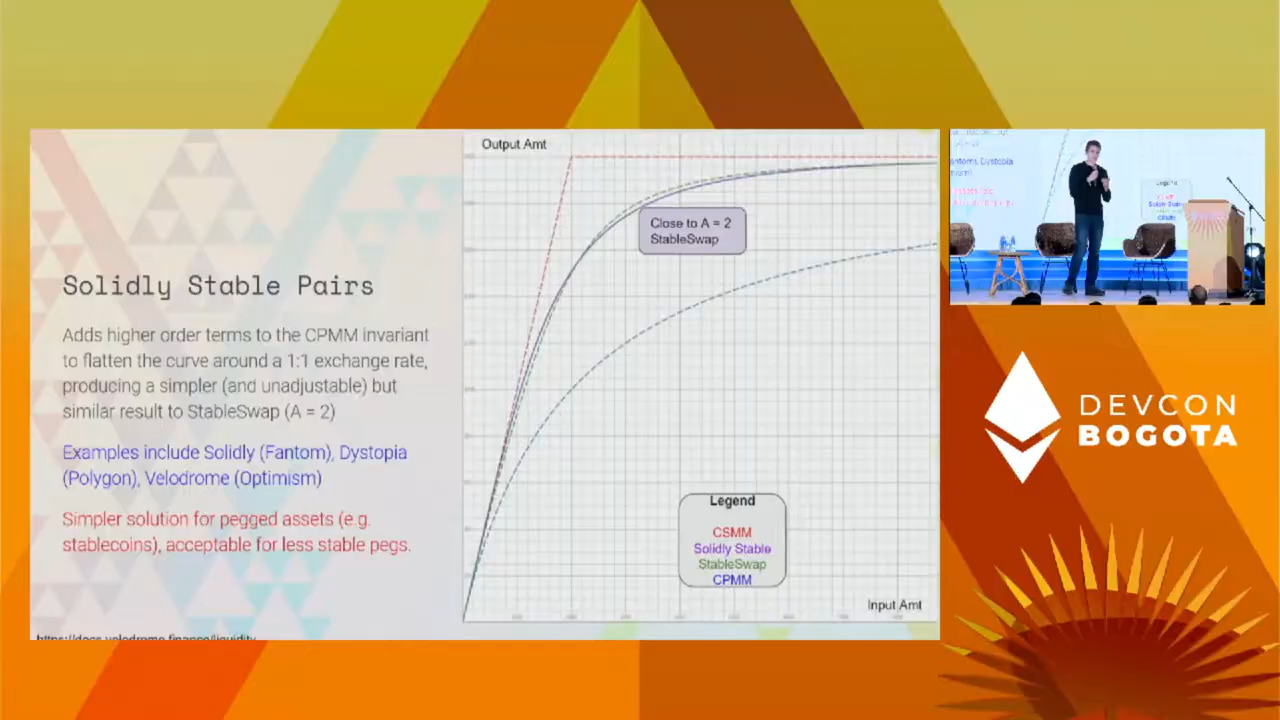 Solidly Stable Pairs
Adds higher order terms to the CPMM invariant
to flatten the curve around a 1:1 exchange rate,
producing a simpler (and unadjustable) but
similar result to StableSwap (A = 2)
Examples include Solidly (Fantom), Dystopia
(Polygon), Velodrome (Optimism)
Simpler solution for pegged assets (e.g.
stablecoins), acceptable for less stable pegs.
https://docs.velodrome.finance/liquidity
Output Amt
Close to A = 2
StableSwap
Legend
CSMM
Solidly Stable
StableSwap
CPMM
Input Amt
Dystopia
Legend
DEVCON
BOGOTA